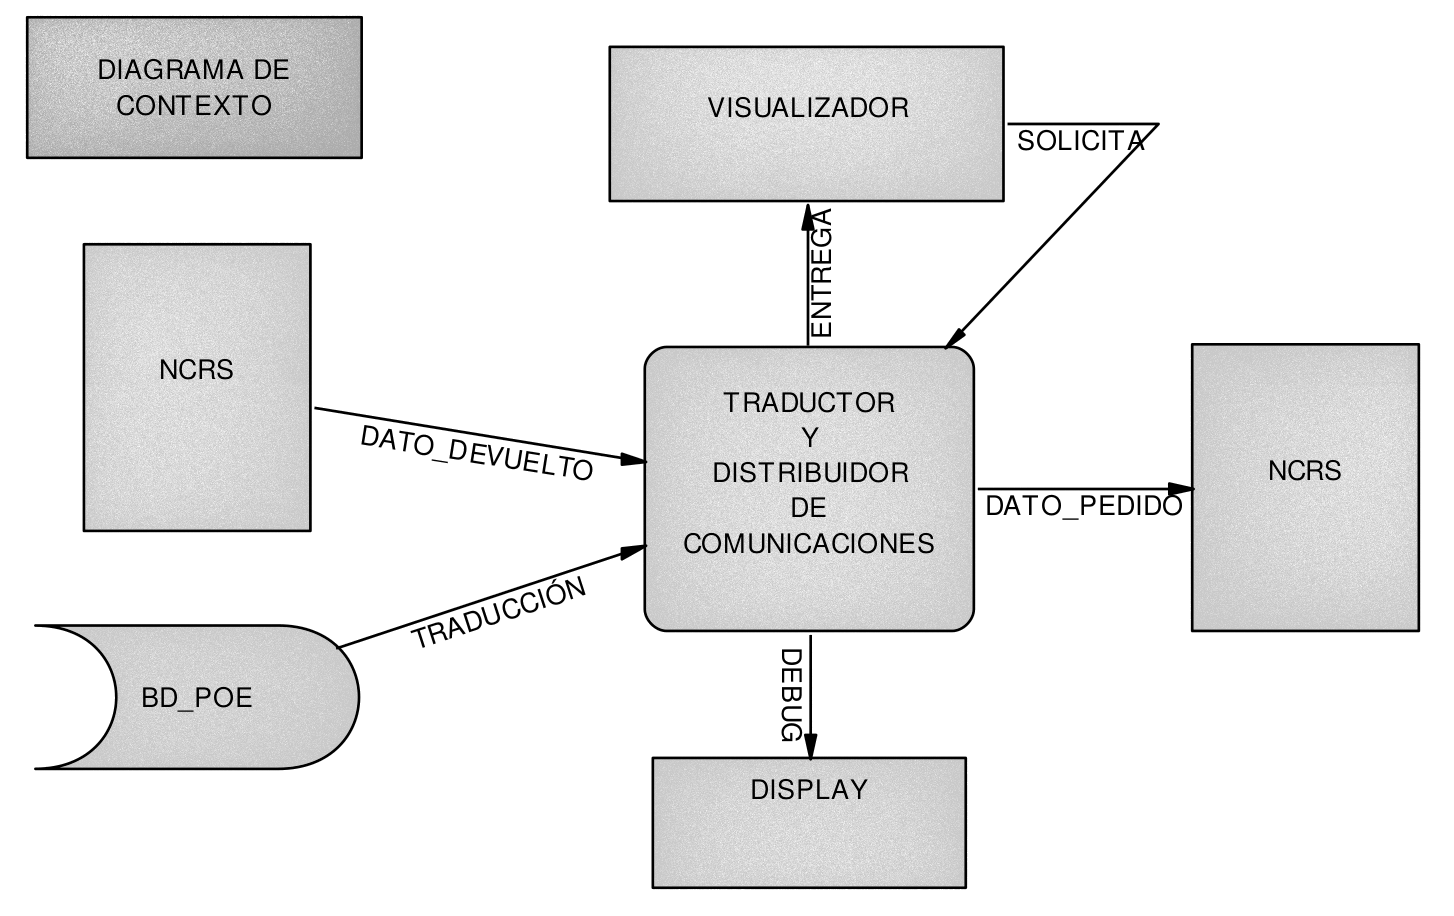 DIAGRAMA DE
CONTEXTO
VISUALIZADOR
SOLICITA
ENTREGA
NCRS
DATO_DEVUELTO
TRADUCTOR
Y
DISTRIBUIDOR
DE
COMUNICACIONES
DATO_PEDIDO
NCRS
TRADUCCIÓN
BD_POE
DEBUG
DISPLAY